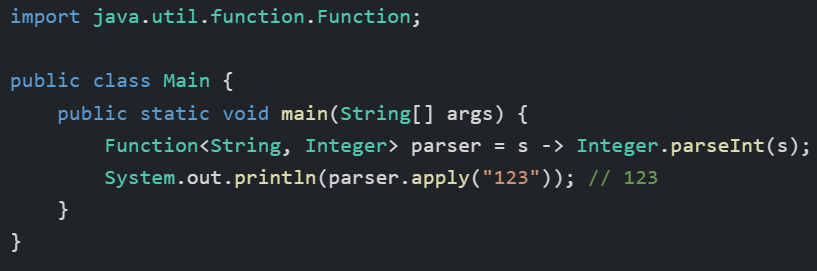 import java.util.function.Function;

public class Main {
    public static void main(String[] args) {
        Function<String, Integer> parser = s -> Integer.parseInt(s);
        System.out.println(parser.apply("123")); // 123
    }
}